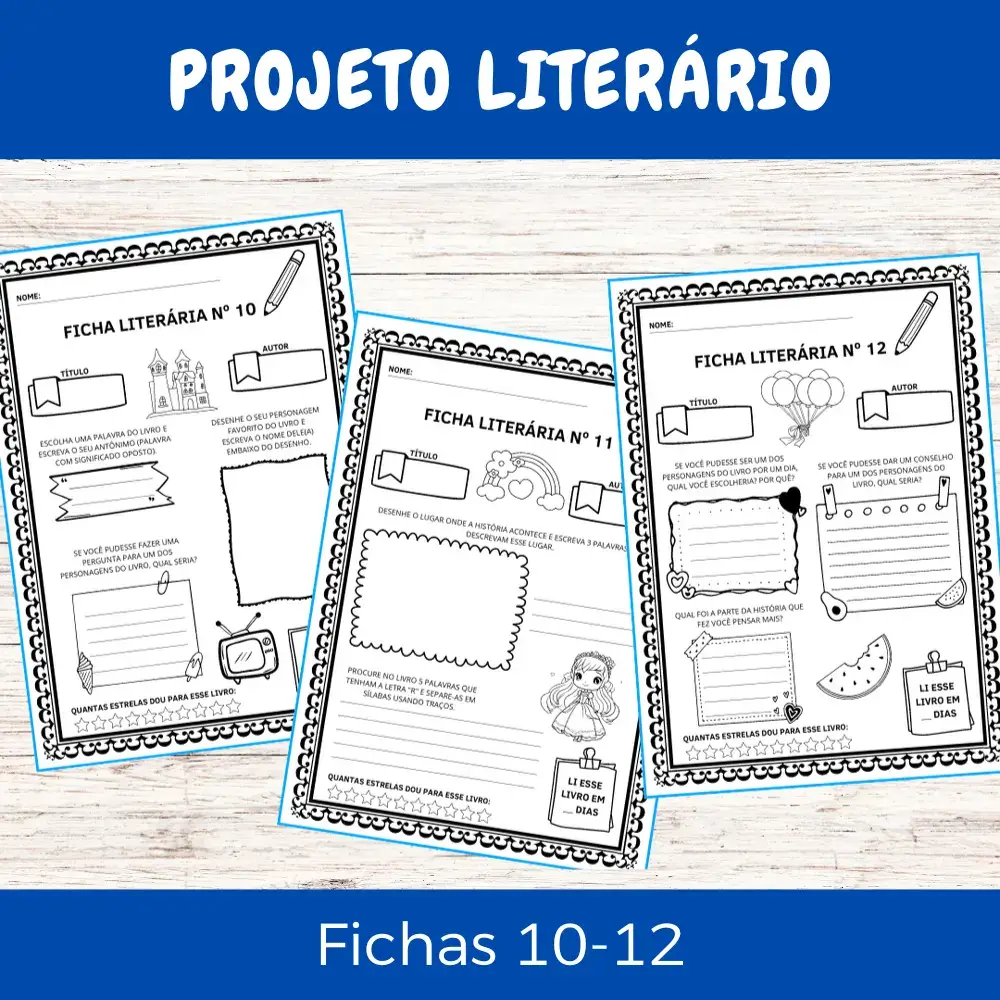 PROJETO LITERÁRIO
NOME:
FICHA LITERÁRIA Nº 10
TÍTULO
AUTOR
ESCOLHA UMA PALAVRA DO LIVRO E
ESCREVA O SEU ANTÔNIMO (PALAVRA
COM SIGNIFICADO OPOSTO).
DESENHE O SEU PERSONAGEM
FAVORITO DO LIVRO E
ESCREVA O NOME DELE(A)
EMBAIXO DO DESENHO.
SE VOCÊ PUDESSE FAZER UMA
PERGUNTA PARA UM DOS
PERSONAGENS DO LIVRO, QUAL SERIA?
QUANTAS ESTRELAS DOU PARA ESSE LIVRO:
NOME:
FICHA LITERÁRIA Nº 11
TÍTULO
DESENHE O LUGAR ONDE A HISTÓRIA ACONTECE E ESCREVA 3 PALAVRAS
DESCREVAM ESSE LUGAR.
PROCURE NO LIVRO 5 PALAVRAS QUE
TENHAM A LETRA "R" E SEPARE-AS EM
SÍLABAS USANDO TRAÇOS.
QUANTAS ESTRELAS DOU PARA ESSE LIVRO:
LI ESSE
LIVRO EM
__ DIAS
NOME:
FICHA LITERÁRIA Nº 12
TÍTULO
AUTOR
SE VOCÊ PUDESSE SER UM DOS
PERSONAGENS DO LIVRO POR UM DIA,
QUAL VOCÊ ESCOLHERIA? POR QUÊ?
SE VOCÊ PUDESSE DAR UM CONSELHO
PARA UM DOS PERSONAGENS DO
LIVRO, QUAL SERIA?
QUAL FOI A PARTE DA HISTÓRIA QUE
FEZ VOCÊ PENSAR MAIS?
QUANTAS ESTRELAS DOU PARA ESSE LIVRO:
LI ESSE
LIVRO EM
__ DIAS
Fichas 10-12